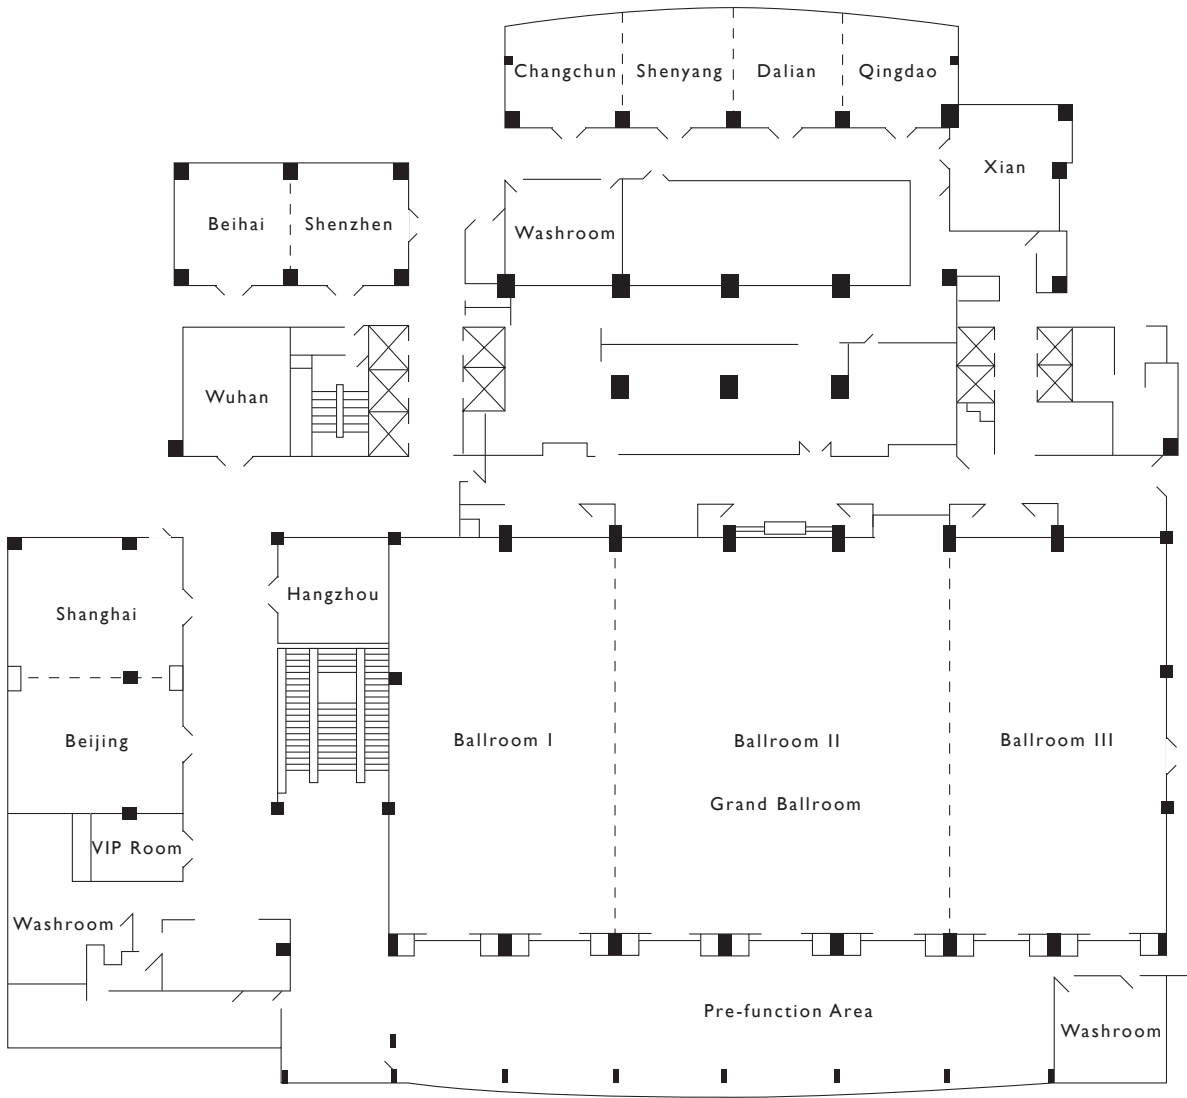 Changchun
Shenyang
Dalian
Qingdao
Xian
Beihai
Shenzhen
Washroom
Wuhan
Hangzhou
Shanghai
Beijing
Ballroom I
Ballroom II
Ballroom III
Grand Ballroom
VIP Room
Washroom
Pre-function Area
Washroom